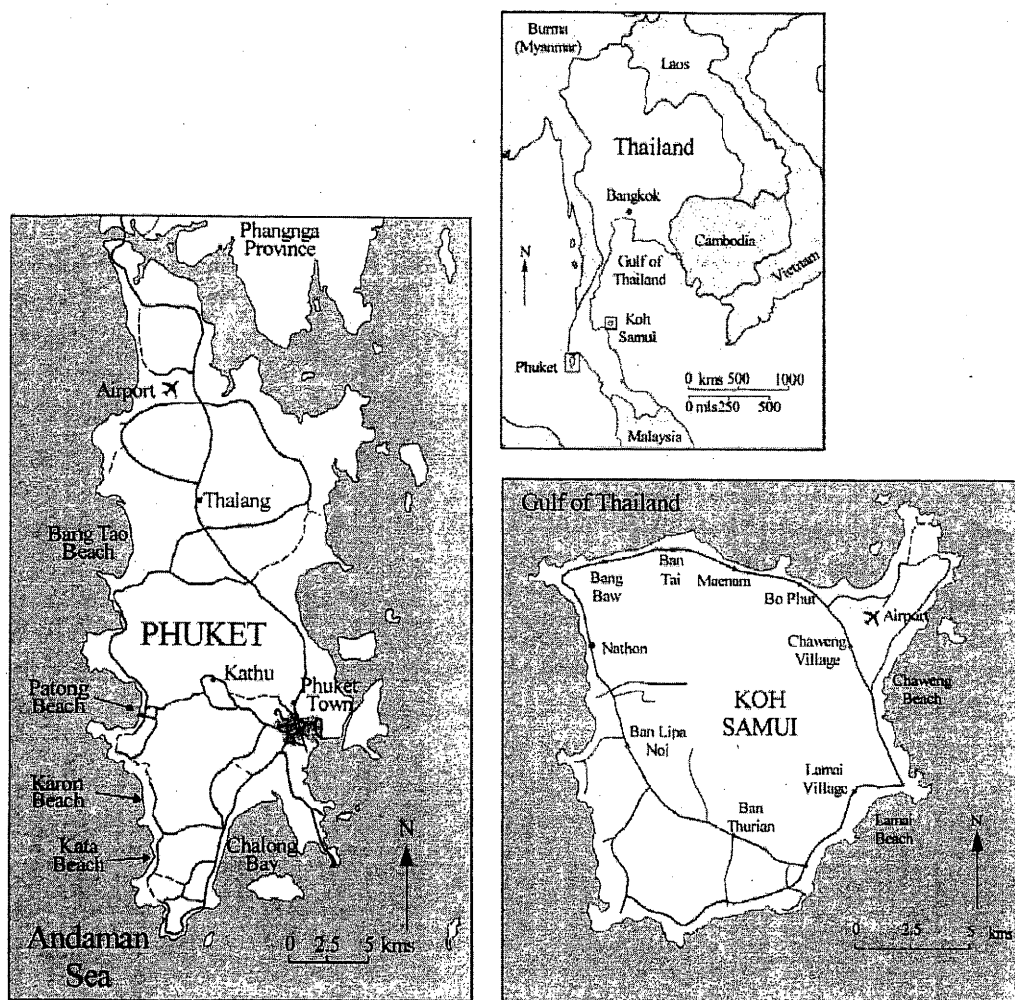 Burma
(Myanmar)
Laos
Thailand
Bangkok
Cambodia
N
Gulf of
Thailand
Vietnam
Koh
Samui
Phuket
0 kms 500 1000
0 mls250 500
Malaysia
Phangnga
Province
Airport
Thalang
Bang Tao
Beach
PHUKET
Kathu
Patong
Beach
Phuket
Town
Karon
Beach
Kata
Beach
Chalong
Bay
N
Andaman
Sea
0 2.5 5 kms
Gulf of Thailand
Bang
Baw
Ban
Tai
Maenam
Bo Phut
Airport
Chaweng
Village
Nathon
Chaweng
Beach
KOH
SAMUI
Ban Lipa
Noi
Lamai
Village
Ban
Thurian
Lamai
Beach
N
0 2.5 5 kms